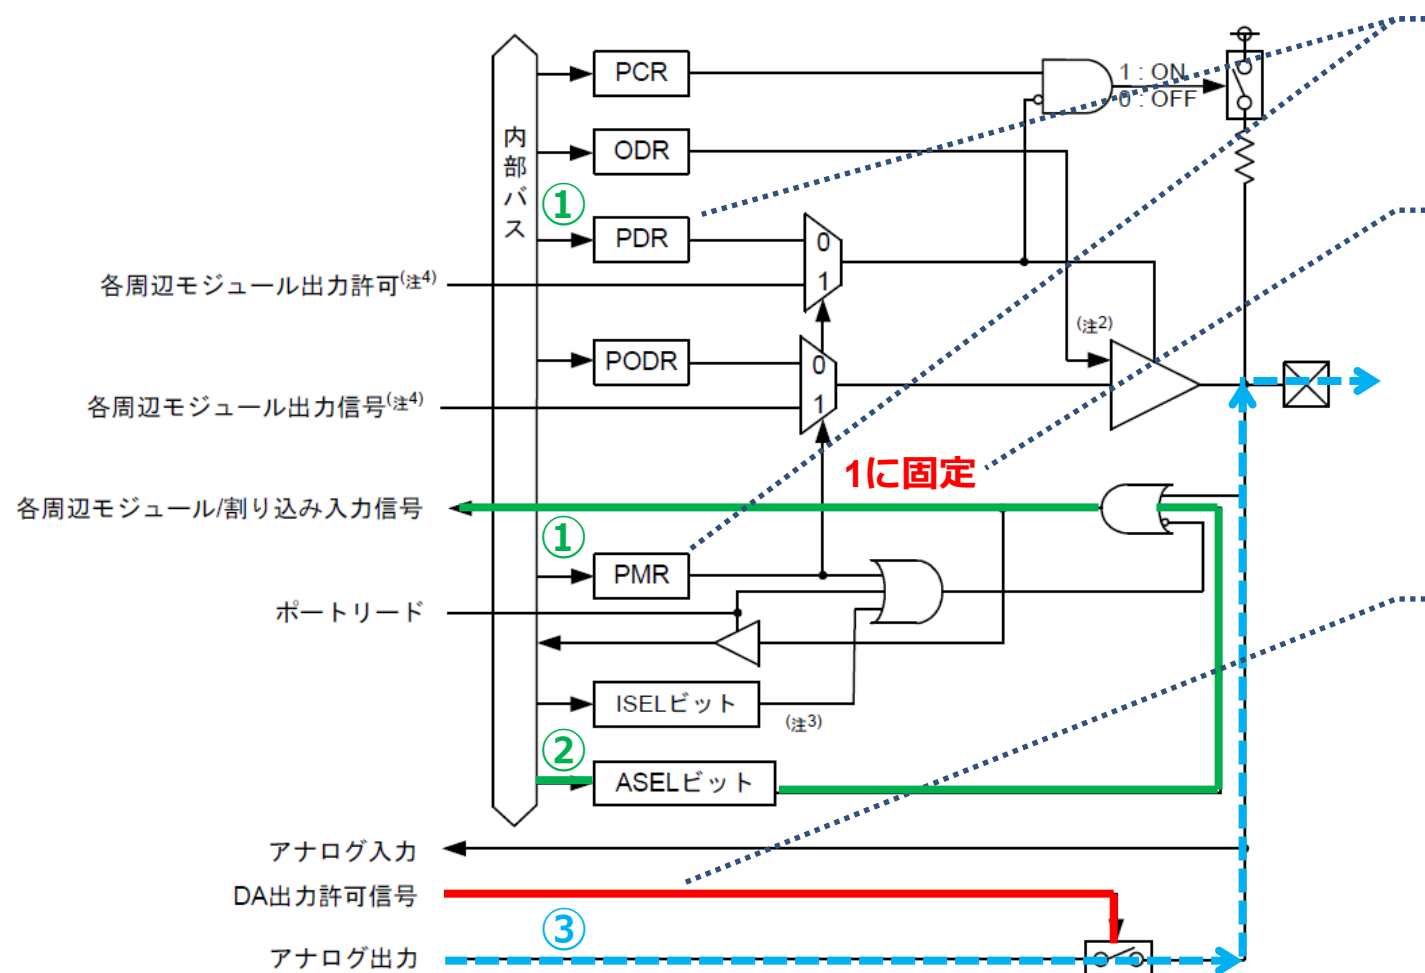 PCR
1 : ON
0 : OFF
内部バス
ODR
①
PDR
0
1
各周辺モジュール出力許可(注4)
(注2)
PODR
0
1
各周辺モジュール出力信号(注4)
1に固定
各周辺モジュール/割り込み入力信号
①
PMR
ポートリード
ISELビット
(注3)
②
ASELビット
アナログ入力
DA出力許可信号
③
アナログ出力